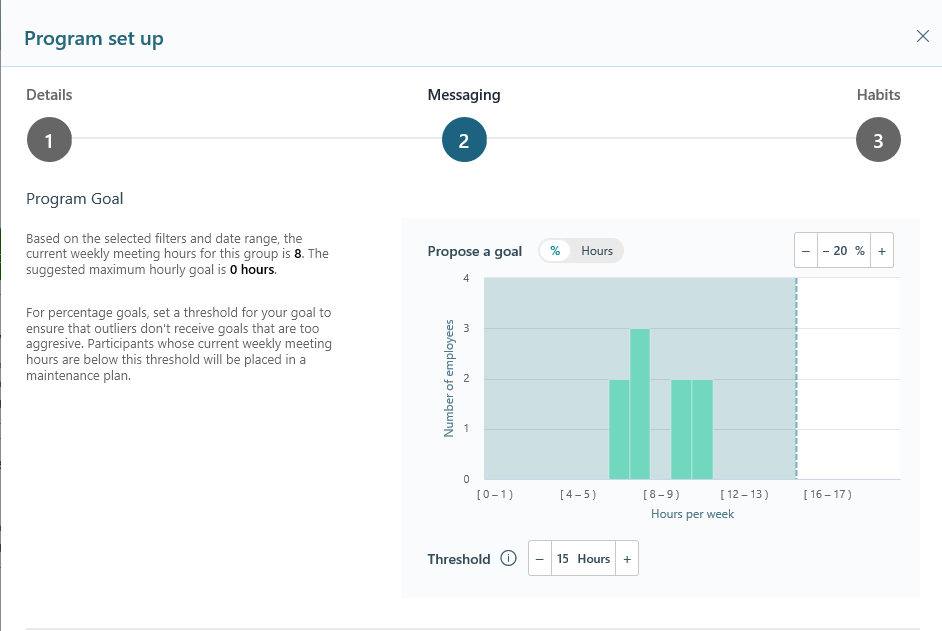 Program set up
Details
Messaging
Habits
1
2
3
Program Goal
Based on the selected filters and date range, the
current weekly meeting hours for this group is 8. The
suggested maximum hourly goal is 0 hours.
For percentage goals, set a threshold for your goal to
ensure that outliers don't receive goals that are too
aggresive. Participants whose current weekly meeting
hours are below this threshold will be placed in a
maintenance plan.
Propose a goal
% Hours
– – 20 % +
4
3
2
1
0
Number of employees
[ 0 – 1 ) [ 4 – 5 ) [ 8 – 9 ) [ 12 – 13 ) [ 16 – 17 )
Hours per week
Threshold
– 15 Hours +